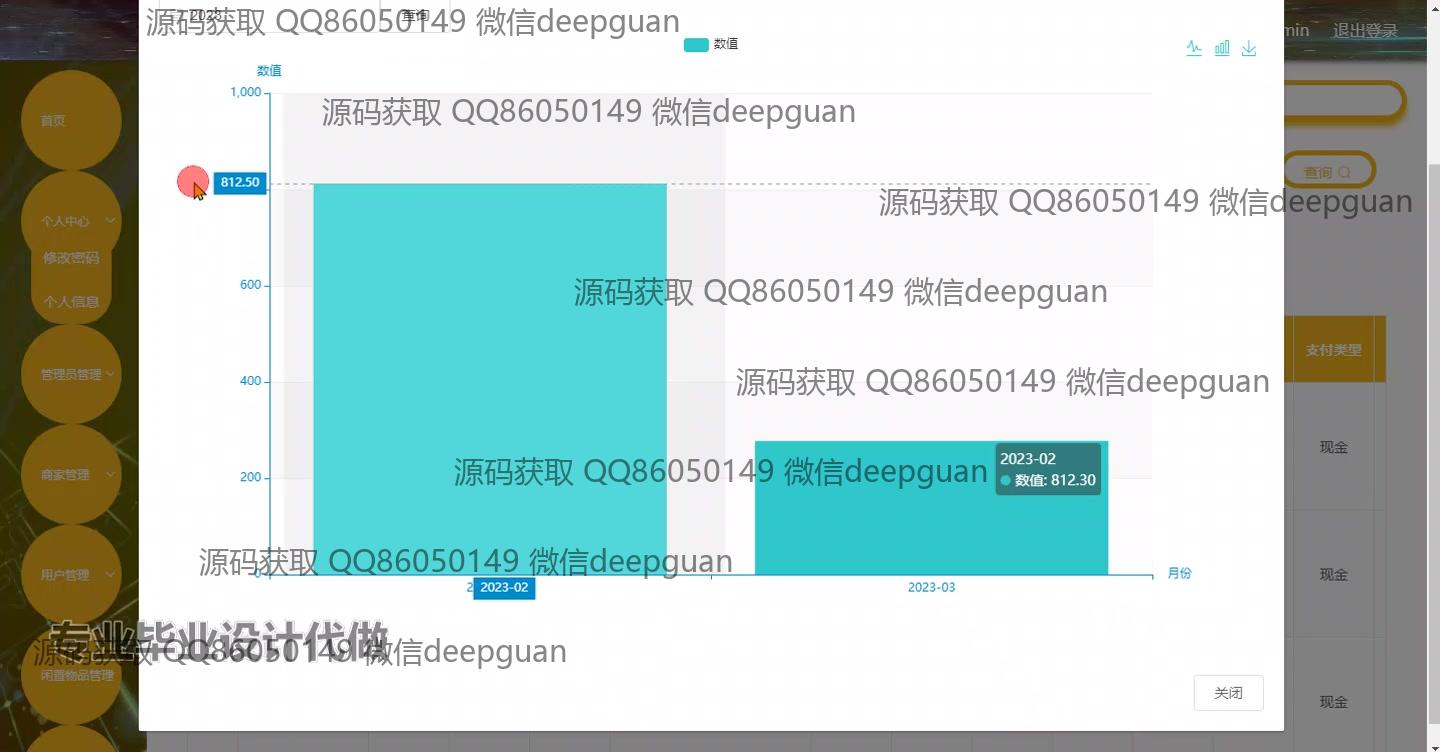 2023
查询
源码获取 QQ86050149 微信deepguan
数值
min
退出登录
数值
1,000
源码获取 QQ86050149 微信deepguan
首页
812.50
查询
源码获取 QQ86050149 微信deepguan
个人中心
修改密码
600
源码获取 QQ86050149 微信deepguan
个人信息
支付类型
管理员管理
400
源码获取 QQ86050149 微信deepguan
现金
2023-02
数值: 812.30
商家管理
200
源码获取 QQ86050149 微信deepguan
源码获取 QQ86050149 微信deepguan
0
用户管理
月份
现金
2023-02
2023-03
专业毕业设计代做
源码获取 QQ86050149 微信deepguan
闲置物品管理
关闭
现金